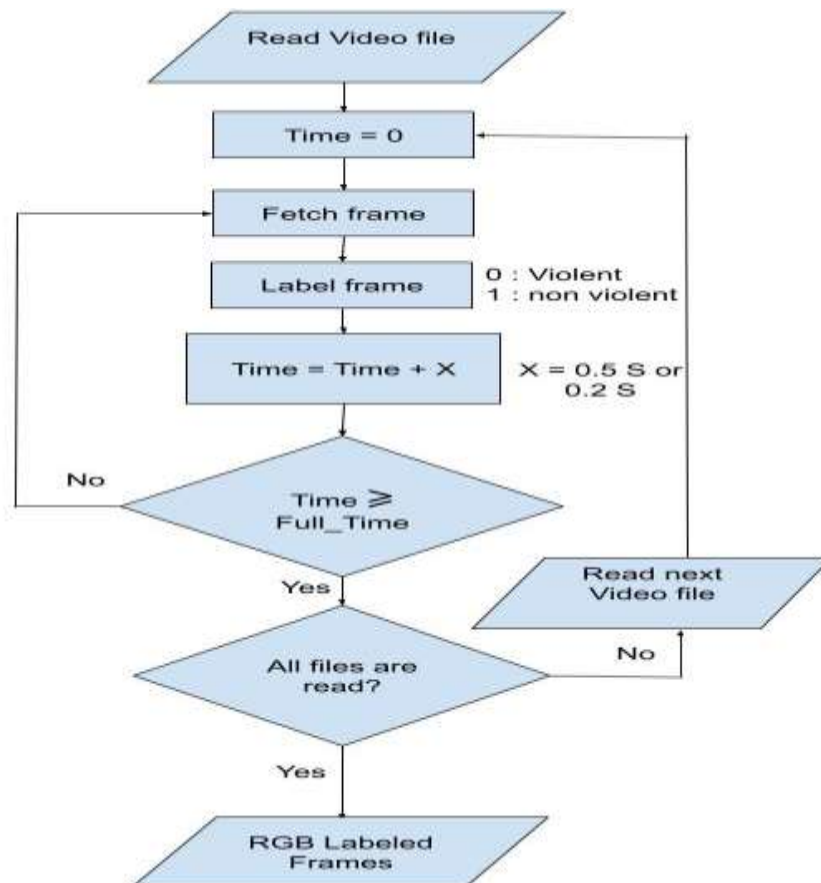 Read Video file
Time = 0
Fetch frame
Label frame
0 : Violent
1 : non violent
Time = Time + X
X = 0.5 S or
0.2 S
No
Time ⩾
Full_Time
Yes
Read next
Video file
All files are
read?
No
Yes
RGB Labeled
Frames